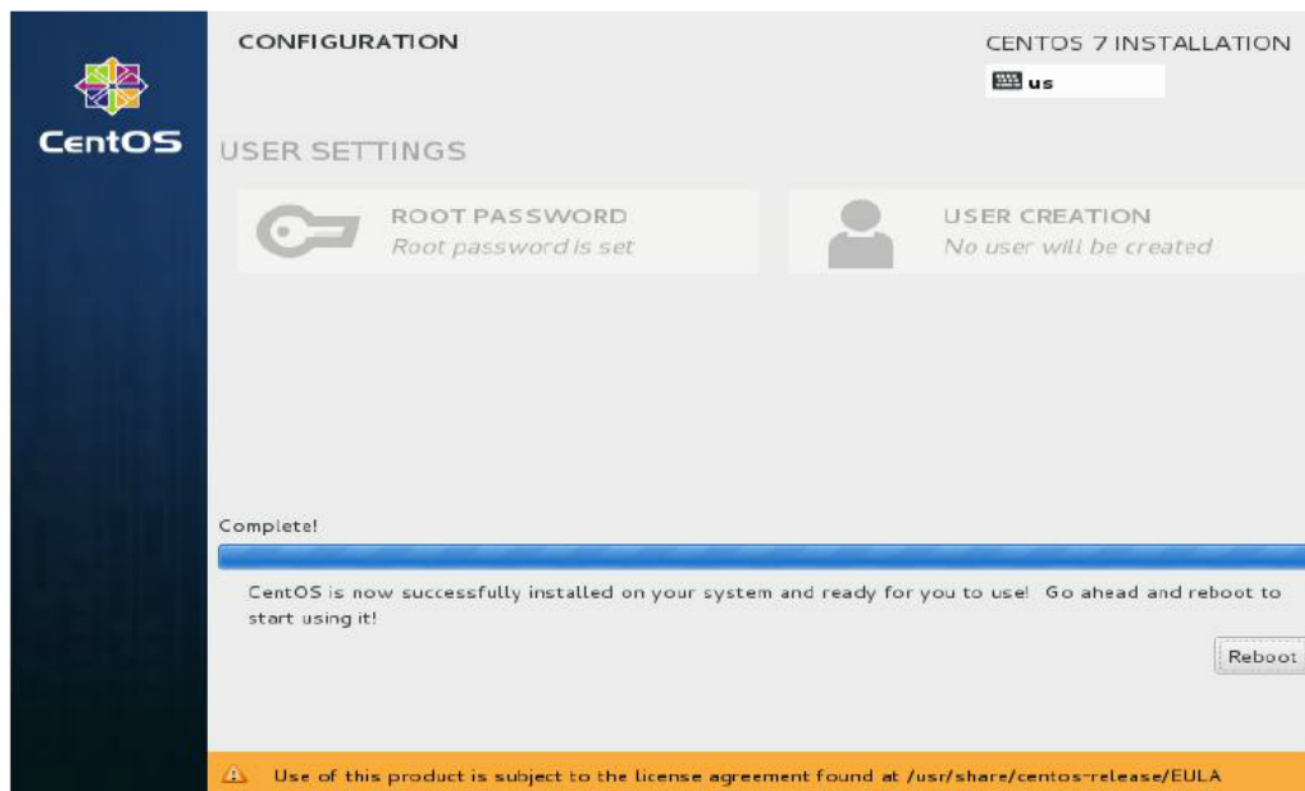 CONFIGURATION
CENTOS 7 INSTALLATION
us
CentOS
USER SETTINGS
ROOT PASSWORD
Root password is set
USER CREATION
No user will be created
Complete!
CentOS is now successfully installed on your system and ready for you to use! Go ahead and reboot to
start using it!
Reboot
Use of this product is subject to the license agreement found at /usr/share/centos-release/EULA